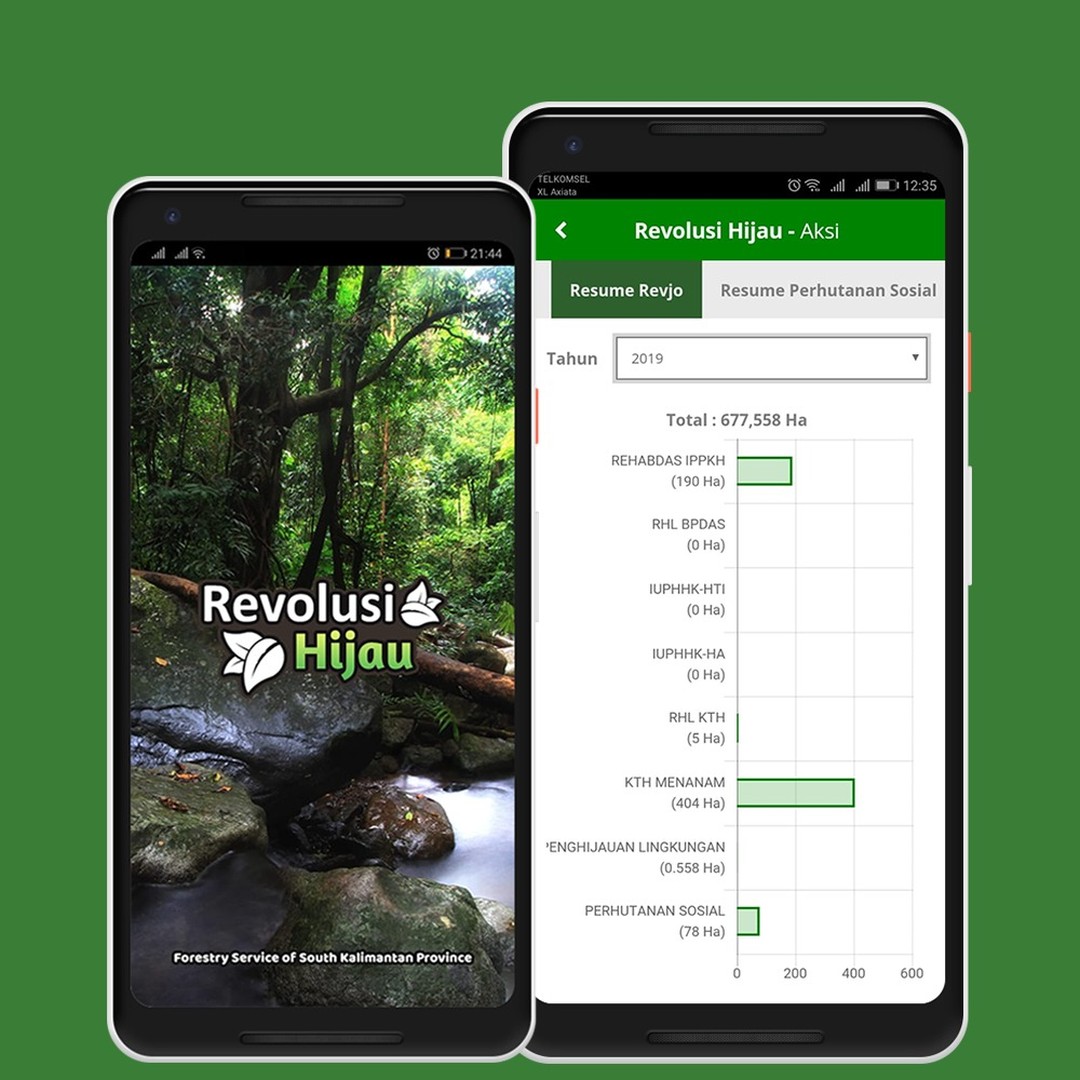 21:44
Revolusi
Hijau
Forestry Service of South Kalimantan Province
TELKOMSEL
XL Axiata
12:35
Revolusi Hijau - Aksi
Resume Revjo
Resume Perhutanan Sosial
Tahun
2019
Total : 677,558 Ha
REHABDAS IPPKH
(190 Ha)
RHL BPDAS
(0 Ha)
IUPHHK-HTI
(0 Ha)
IUPHHK-HA
(0 Ha)
RHL KTH
(5 Ha)
KTH MENANAM
(404 Ha)
ENGHIJAUAN LINGKUNGAN
(0.558 Ha)
PERHUTANAN SOSIAL
(78 Ha)
0 200 400 600